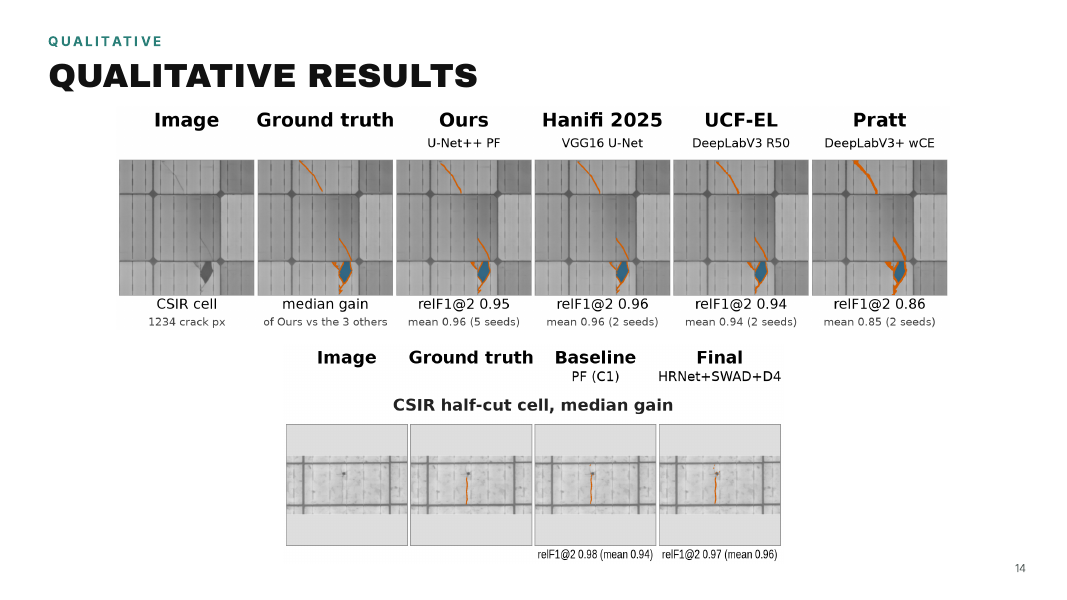 QUALITATIVE
QUALITATIVE RESULTS
Image Ground truth Ours Hanifi 2025 UCF-EL Pratt
U-Net++ PF VGG16 U-Net DeepLabV3 R50 DeepLabV3+ wCE
CSIR cell median gain relF1@2 0.95 relF1@2 0.96 relF1@2 0.94 relF1@2 0.86
1234 crack px of Ours vs the 3 others mean 0.96 (5 seeds) mean 0.96 (2 seeds) mean 0.94 (2 seeds) mean 0.85 (2 seeds)
Image Ground truth Baseline Final
PF (C1) HRNet+SWAD+D4
CSIR half-cut cell, median gain
relF1@2 0.98 (mean 0.94) relF1@2 0.97 (mean 0.96)
14